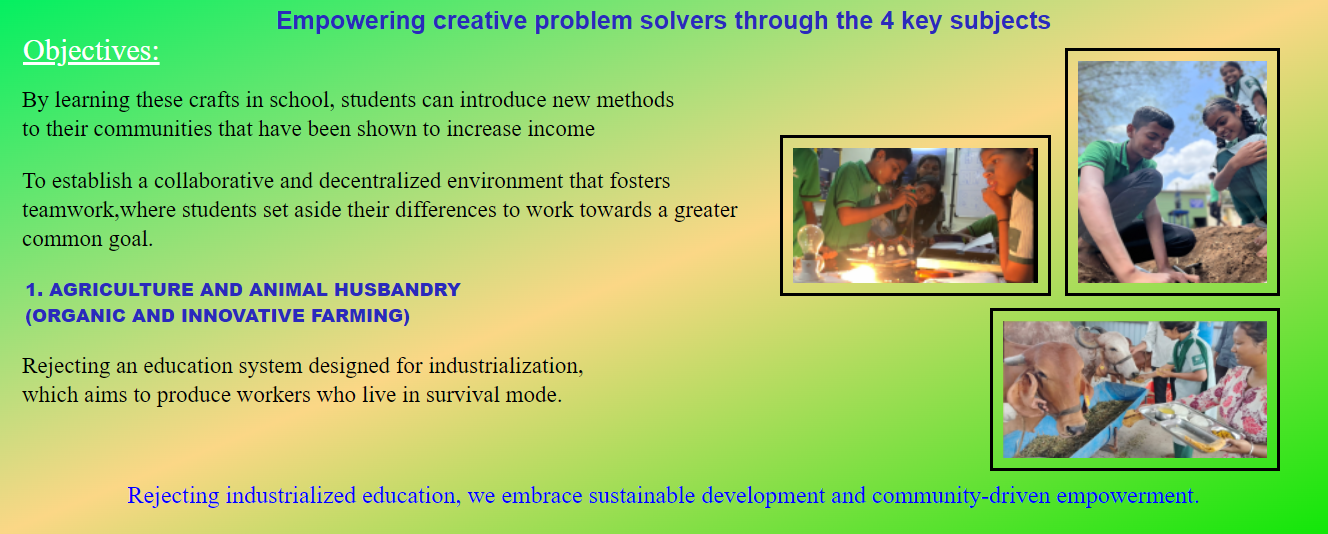 Empowering creative problem solvers through the 4 key subjects
Objectives:
By learning these crafts in school, students can introduce new methods
to their communities that have been shown to increase income
To establish a collaborative and decentralized environment that fosters
teamwork,where students set aside their differences to work towards a greater
common goal.
1. AGRICULTURE AND ANIMAL HUSBANDRY
(ORGANIC AND INNOVATIVE FARMING)
Rejecting an education system designed for industrialization,
which aims to produce workers who live in survival mode.
Rejecting industrialized education, we embrace sustainable development and community-driven empowerment.